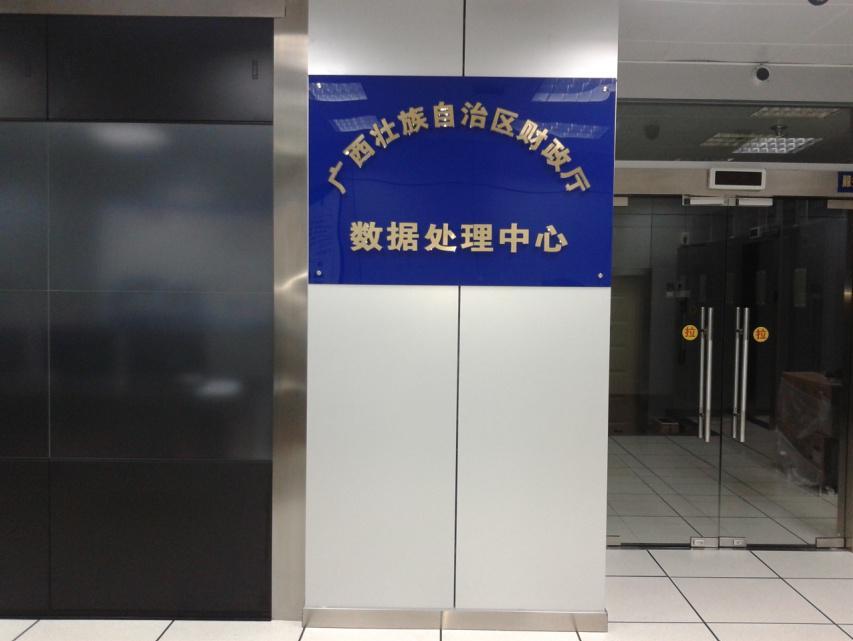 广西壮族自治区财政厅
数据处理中心
拉
拉